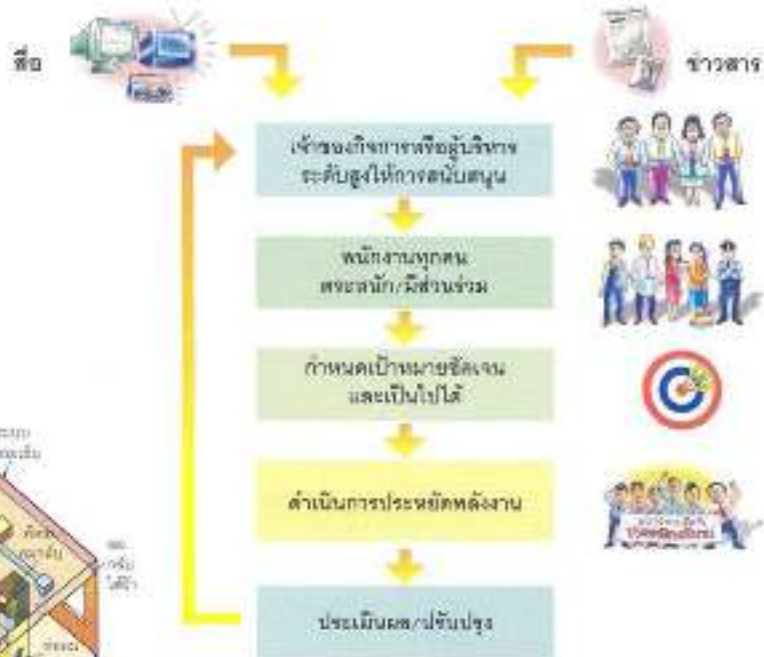 สื่อ
ข่าวสาร
เจ้าของกิจการหรือผู้บริหาร
ระดับสูงให้การสนับสนุน
พนักงานทุกคน
ตระหนัก/มีส่วนร่วม
กำหนดเป้าหมายชัดเจน
และเป็นไปได้
ดำเนินการประหยัดพลังงาน
ประเมินผล/ปรับปรุง